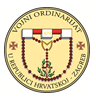 VOJNI ORDINARIJAT
U REPUBLICI HRVATSKOJ - ZAGREB